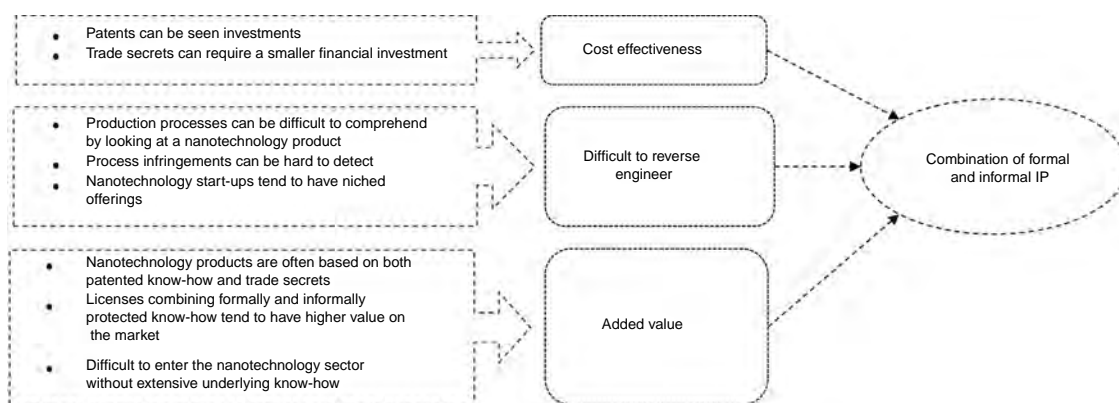 • Patents can be seen investments
• Trade secrets can require a smaller financial investment
Cost effectiveness
• Production processes can be difficult to comprehend
by looking at a nanotechnology product
• Process infringements can be hard to detect
• Nanotechnology start-ups tend to have niched
offerings
Difficult to reverse
engineer
Combination of formal
and informal IP
• Nanotechnology products are often based on both
patented know-how and trade secrets
• Licenses combining formally and informally
protected know-how tend to have higher value on
the market
• Difficult to enter the nanotechnology sector
without extensive underlying know-how
Added value